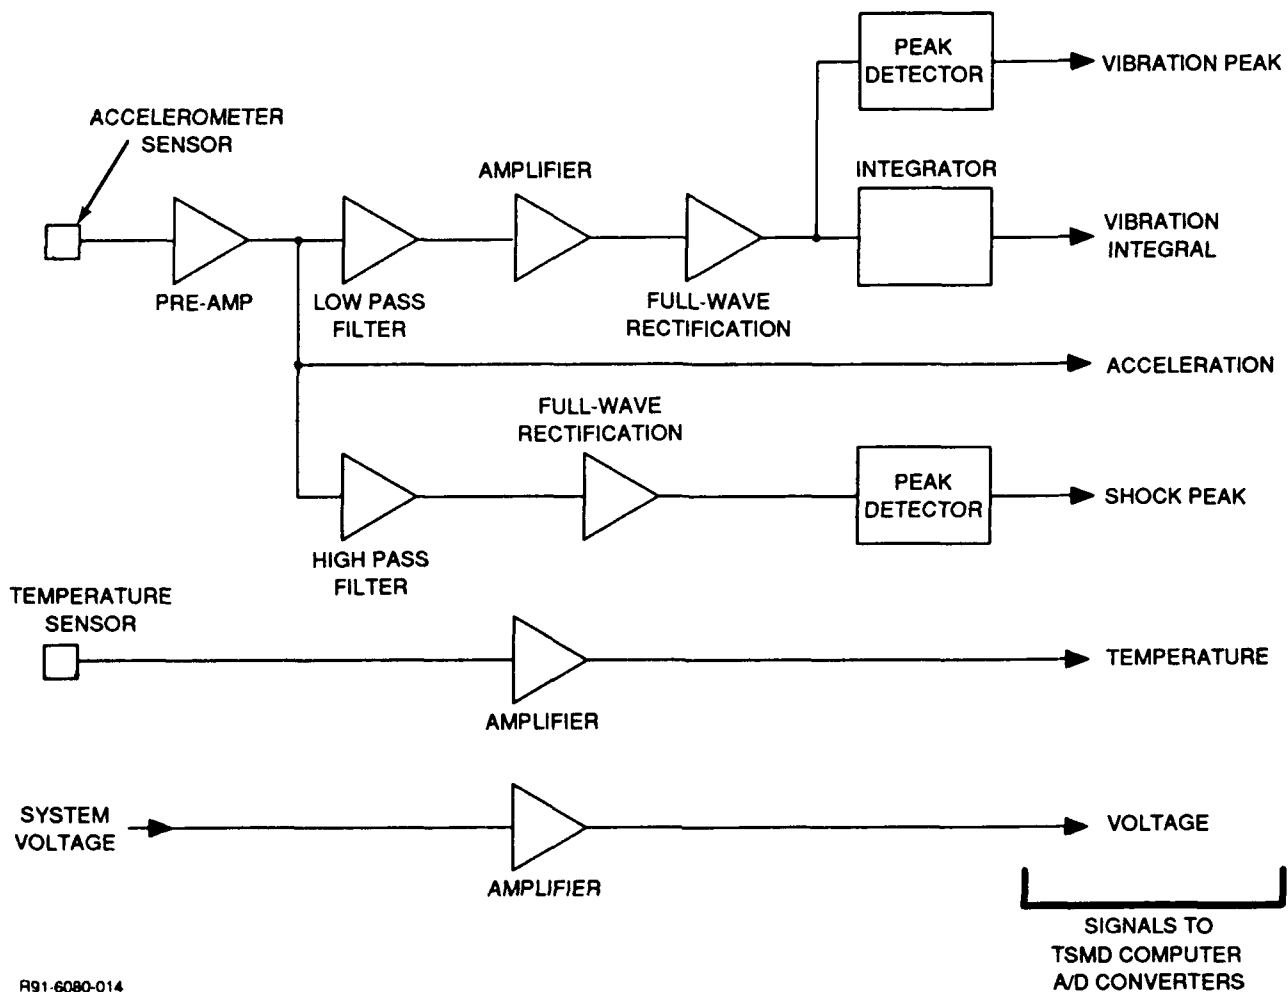 PEAK
DETECTOR
VIBRATION PEAK
ACCELEROMETER
SENSOR
AMPLIFIER
INTEGRATOR
VIBRATION
INTEGRAL
PRE-AMP
LOW PASS
FILTER
FULL-WAVE
RECTIFICATION
ACCELERATION
FULL-WAVE
RECTIFICATION
PEAK
DETECTOR
SHOCK PEAK
HIGH PASS
FILTER
TEMPERATURE
SENSOR
TEMPERATURE
AMPLIFIER
SYSTEM
VOLTAGE
VOLTAGE
AMPLIFIER
SIGNALS TO
TSMD COMPUTER
A/D CONVERTERS
R91-6080-014